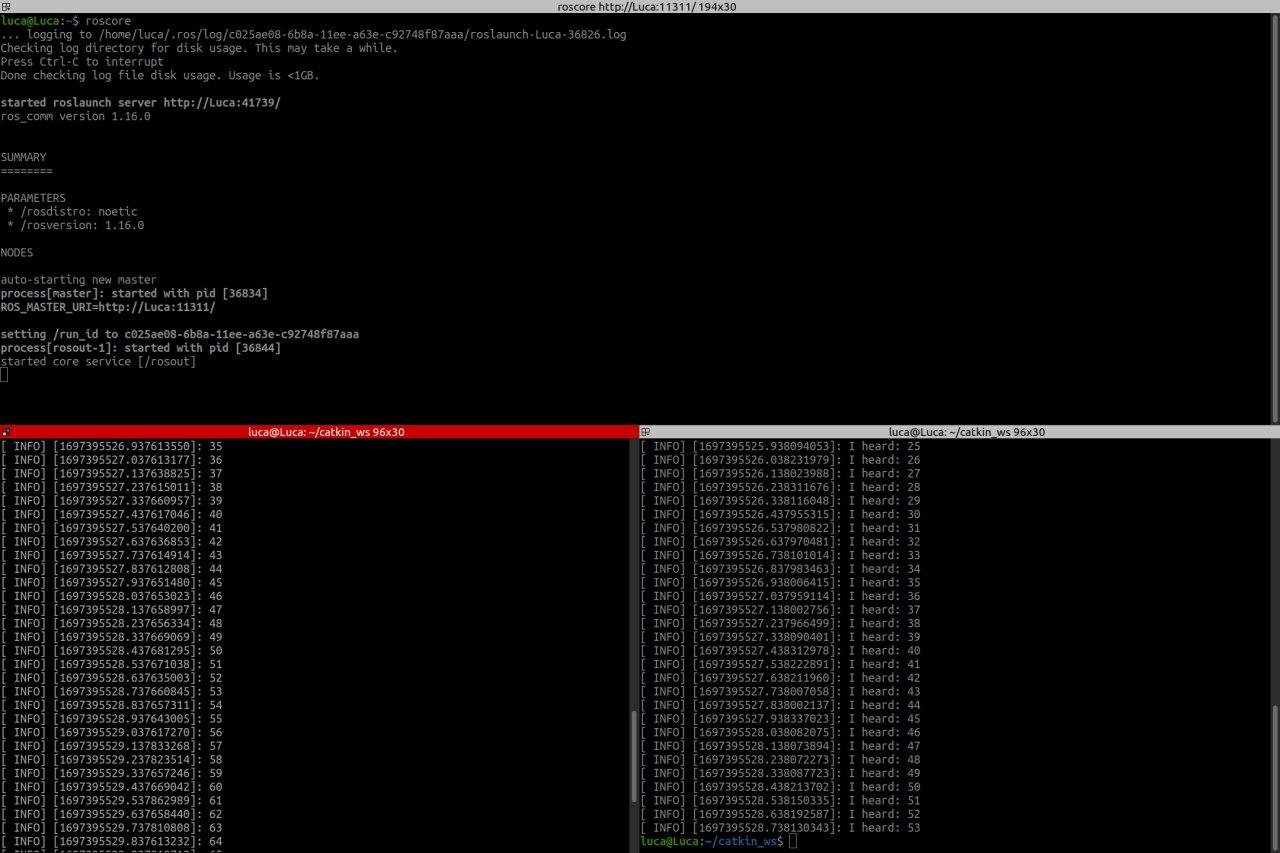 roscore http://Luca:11311/ 194x30
luca@Luca:~$ roscore
... logging to /home/luca/.ros/log/c025ae08-6b8a-11ee-a63e-c92748f87aaa/roslaunch-Luca-36826.log
Checking log directory for disk usage. This may take a while.
Press Ctrl-C to interrupt
Done checking log file disk usage. Usage is <1GB.
started roslaunch server http://Luca:41739/
ros_comm version 1.16.0
SUMMARY
========
PARAMETERS
 * /rosdistro: noetic
 * /rosversion: 1.16.0
NODES
auto-starting new master
process[master]: started with pid [36834]
ROS_MASTER_URI=http://Luca:11311/
setting /run_id to c025ae08-6b8a-11ee-a63e-c92748f87aaa
process[rosout-1]: started with pid [36844]
started core service [/rosout]
luca@Luca: ~/catkin_ws 96x30
[ INFO] [1697395526.937613550]: 35
[ INFO] [1697395527.037613177]: 36
[ INFO] [1697395527.137638825]: 37
[ INFO] [1697395527.237615011]: 38
[ INFO] [1697395527.337660957]: 39
[ INFO] [1697395527.437617046]: 40
[ INFO] [1697395527.537640200]: 41
[ INFO] [1697395527.637636853]: 42
[ INFO] [1697395527.737614914]: 43
[ INFO] [1697395527.837612808]: 44
[ INFO] [1697395527.937651480]: 45
[ INFO] [1697395528.037653023]: 46
[ INFO] [1697395528.137658997]: 47
[ INFO] [1697395528.237656334]: 48
[ INFO] [1697395528.337669069]: 49
[ INFO] [1697395528.437681295]: 50
[ INFO] [1697395528.537671038]: 51
[ INFO] [1697395528.637635003]: 52
[ INFO] [1697395528.737660845]: 53
[ INFO] [1697395528.837657311]: 54
[ INFO] [1697395528.937643005]: 55
[ INFO] [1697395529.037617270]: 56
[ INFO] [1697395529.137833268]: 57
[ INFO] [1697395529.237823514]: 58
[ INFO] [1697395529.337657246]: 59
[ INFO] [1697395529.437669042]: 60
[ INFO] [1697395529.537862989]: 61
[ INFO] [1697395529.637658440]: 62
[ INFO] [1697395529.737810808]: 63
[ INFO] [1697395529.837613232]: 64
luca@Luca: ~/catkin_ws 96x30
[ INFO] [1697395525.938094053]: I heard: 25
[ INFO] [1697395526.038231979]: I heard: 26
[ INFO] [1697395526.138023988]: I heard: 27
[ INFO] [1697395526.238311676]: I heard: 28
[ INFO] [1697395526.338116048]: I heard: 29
[ INFO] [1697395526.437955315]: I heard: 30
[ INFO] [1697395526.537980822]: I heard: 31
[ INFO] [1697395526.637970481]: I heard: 32
[ INFO] [1697395526.738101014]: I heard: 33
[ INFO] [1697395526.837983463]: I heard: 34
[ INFO] [1697395526.938006415]: I heard: 35
[ INFO] [1697395527.037959114]: I heard: 36
[ INFO] [1697395527.138002756]: I heard: 37
[ INFO] [1697395527.237966499]: I heard: 38
[ INFO] [1697395527.338090401]: I heard: 39
[ INFO] [1697395527.438312978]: I heard: 40
[ INFO] [1697395527.538222891]: I heard: 41
[ INFO] [1697395527.638211960]: I heard: 42
[ INFO] [1697395527.738007058]: I heard: 43
[ INFO] [1697395527.838002137]: I heard: 44
[ INFO] [1697395527.938337023]: I heard: 45
[ INFO] [1697395528.038082075]: I heard: 46
[ INFO] [1697395528.138073894]: I heard: 47
[ INFO] [1697395528.238072273]: I heard: 48
[ INFO] [1697395528.338087723]: I heard: 49
[ INFO] [1697395528.438213702]: I heard: 50
[ INFO] [1697395528.538150335]: I heard: 51
[ INFO] [1697395528.638192587]: I heard: 52
[ INFO] [1697395528.738130343]: I heard: 53
luca@Luca:~/catkin_ws$